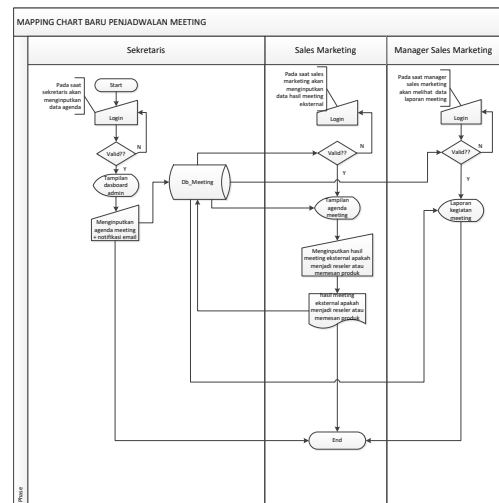 MAPPING CHART BARU PENJADWALAN MEETING
Sekretaris
Sales Marketing
Manager Sales Marketing
Pada saat
sekretaris akan
menginputkan
data agenda
Start
Login
Valid??
N
Y
Tampilan
dasboard
admin
Menginputkan
agenda meeting
+ notifikasi email
Db_Meeting
Pada saat sales
marketing akan
menginputkan
data hasil meeting
eksternal
Login
Valid??
N
Y
Tampilan
agenda
meeting
Menginputkan hasil
meeting eksternal apakah
menjadi reseler atau
memesan produk
hasil meeting
eksternal apakah
menjadi reseler atau
memesan produk
End
Pada saat manager
sales marketing
akan melihat data
laporan meeting
Login
Valid??
N
Y
Laporan
kegiatan
meeting
Phase